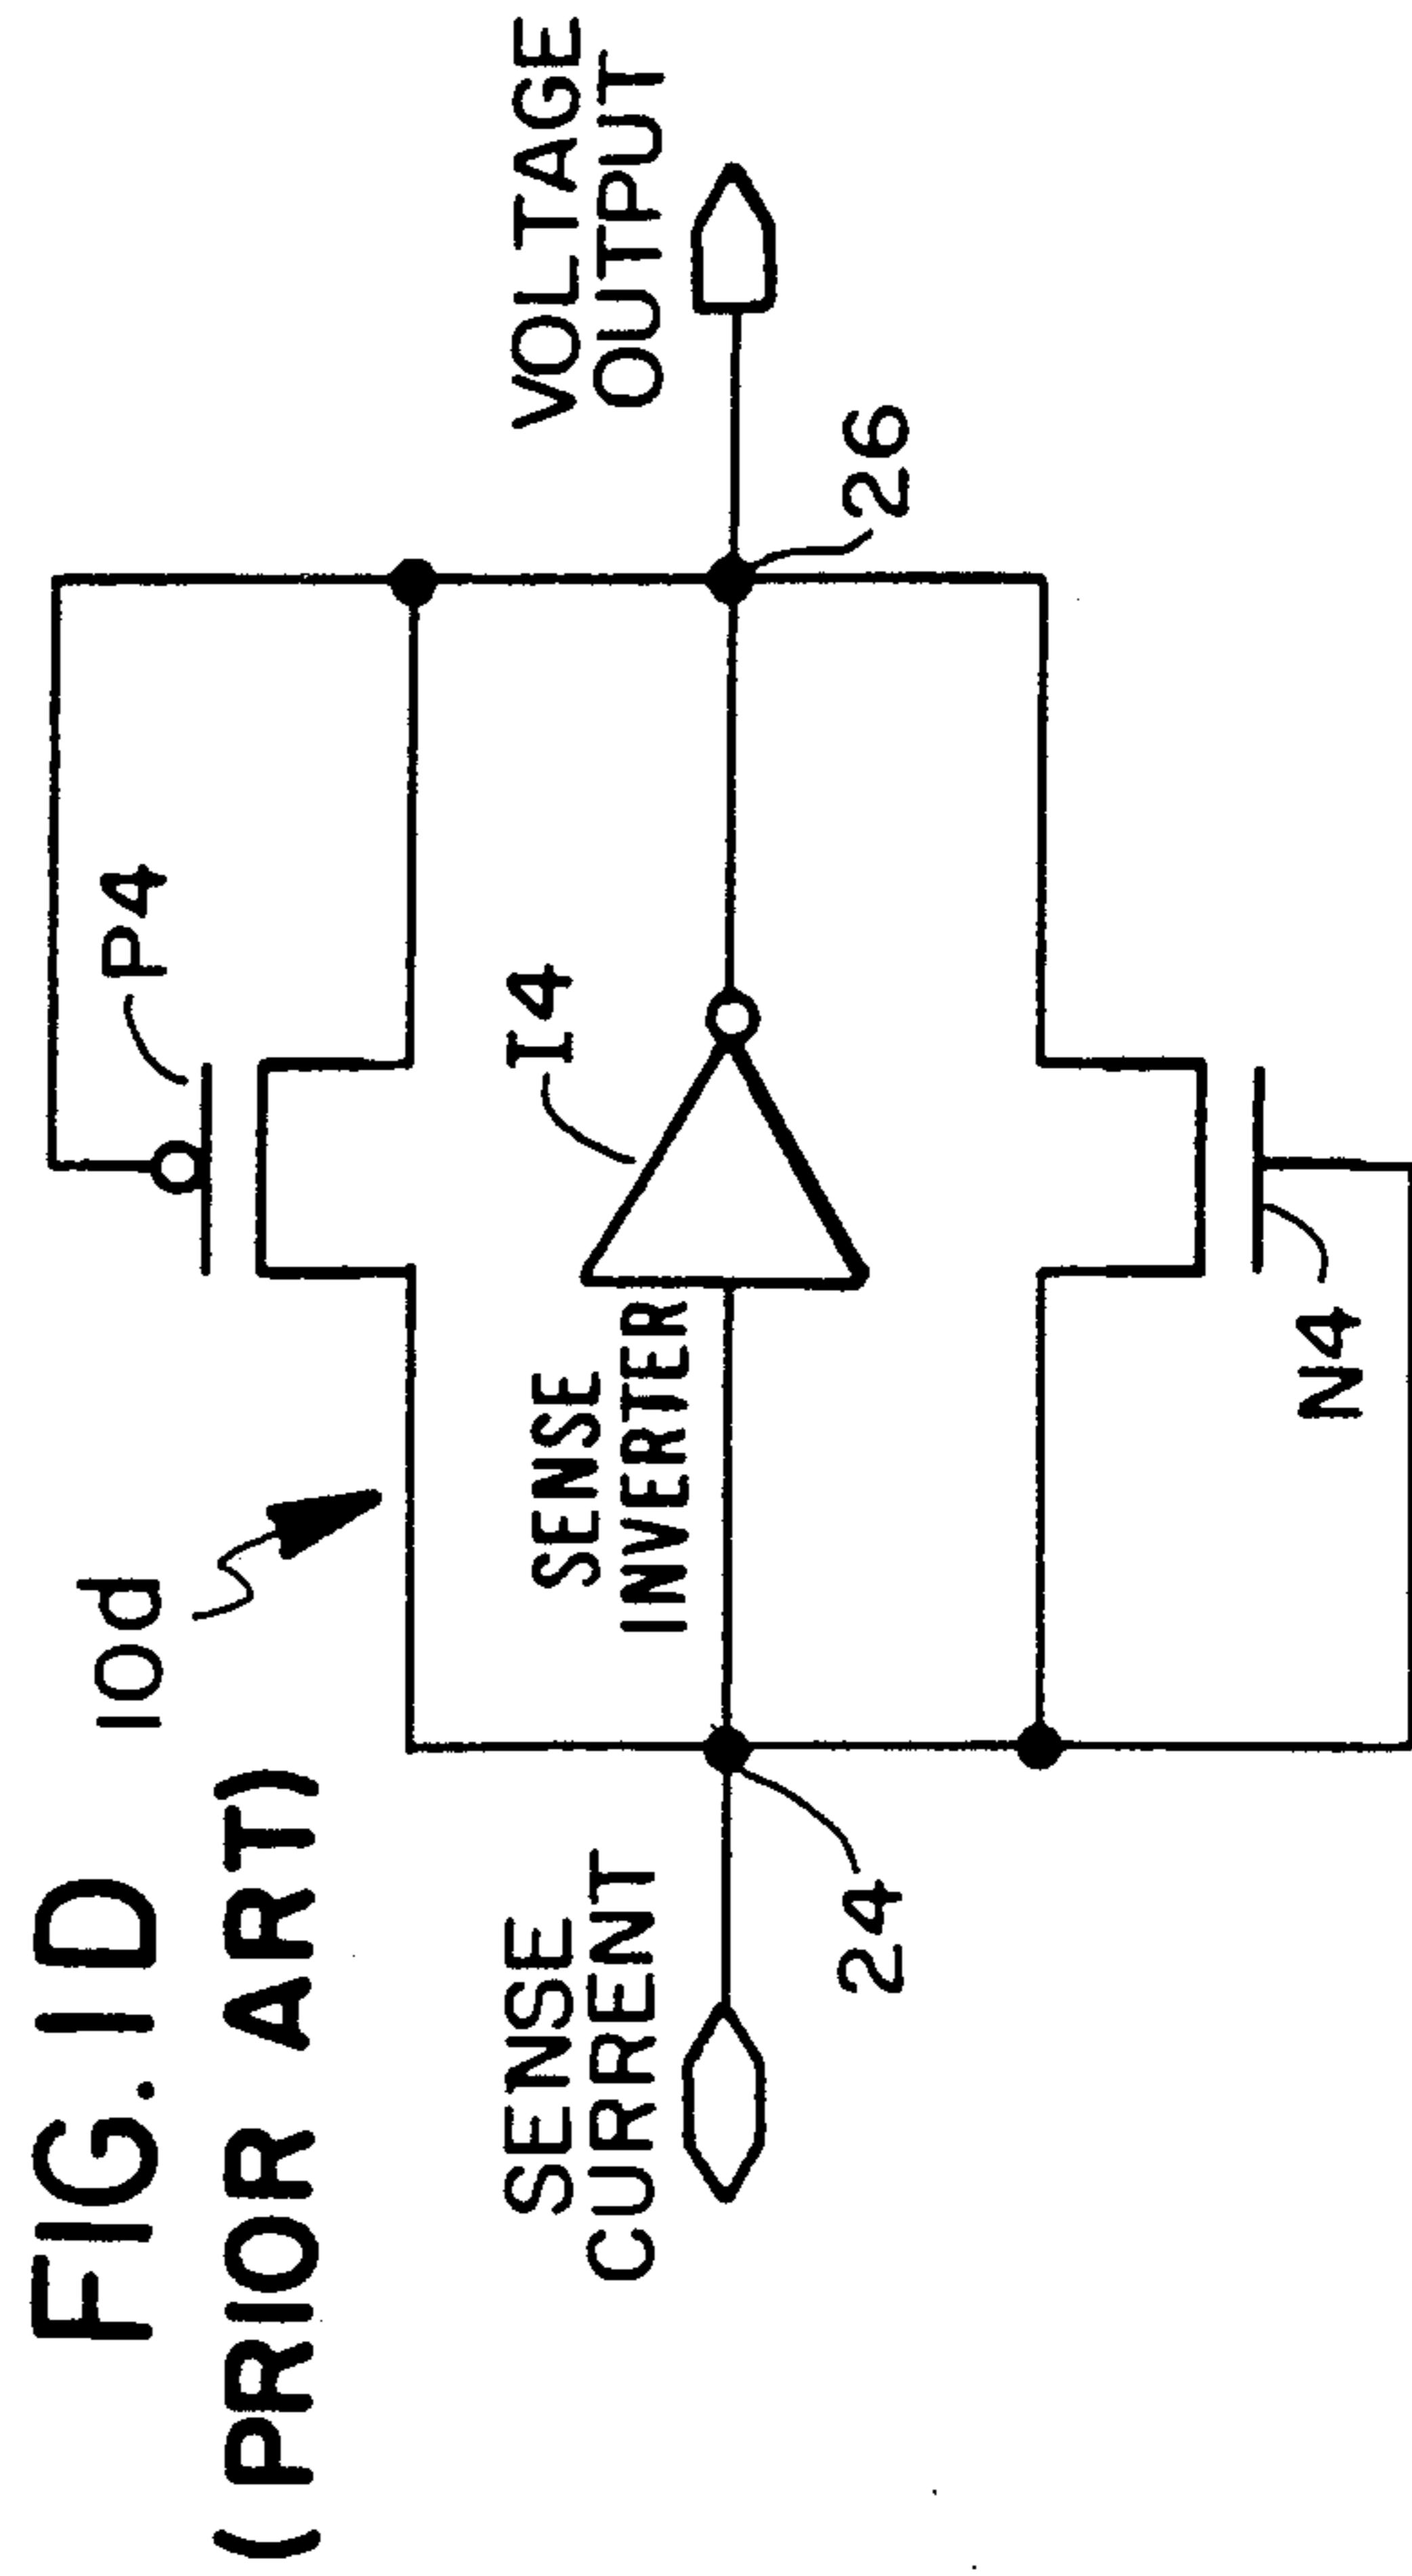 FIG. 1D
(PRIOR ART)
10d
P4
SENSE
CURRENT
24
SENSE
INVERTER
I4
VOLTAGE
OUTPUT
26
N4